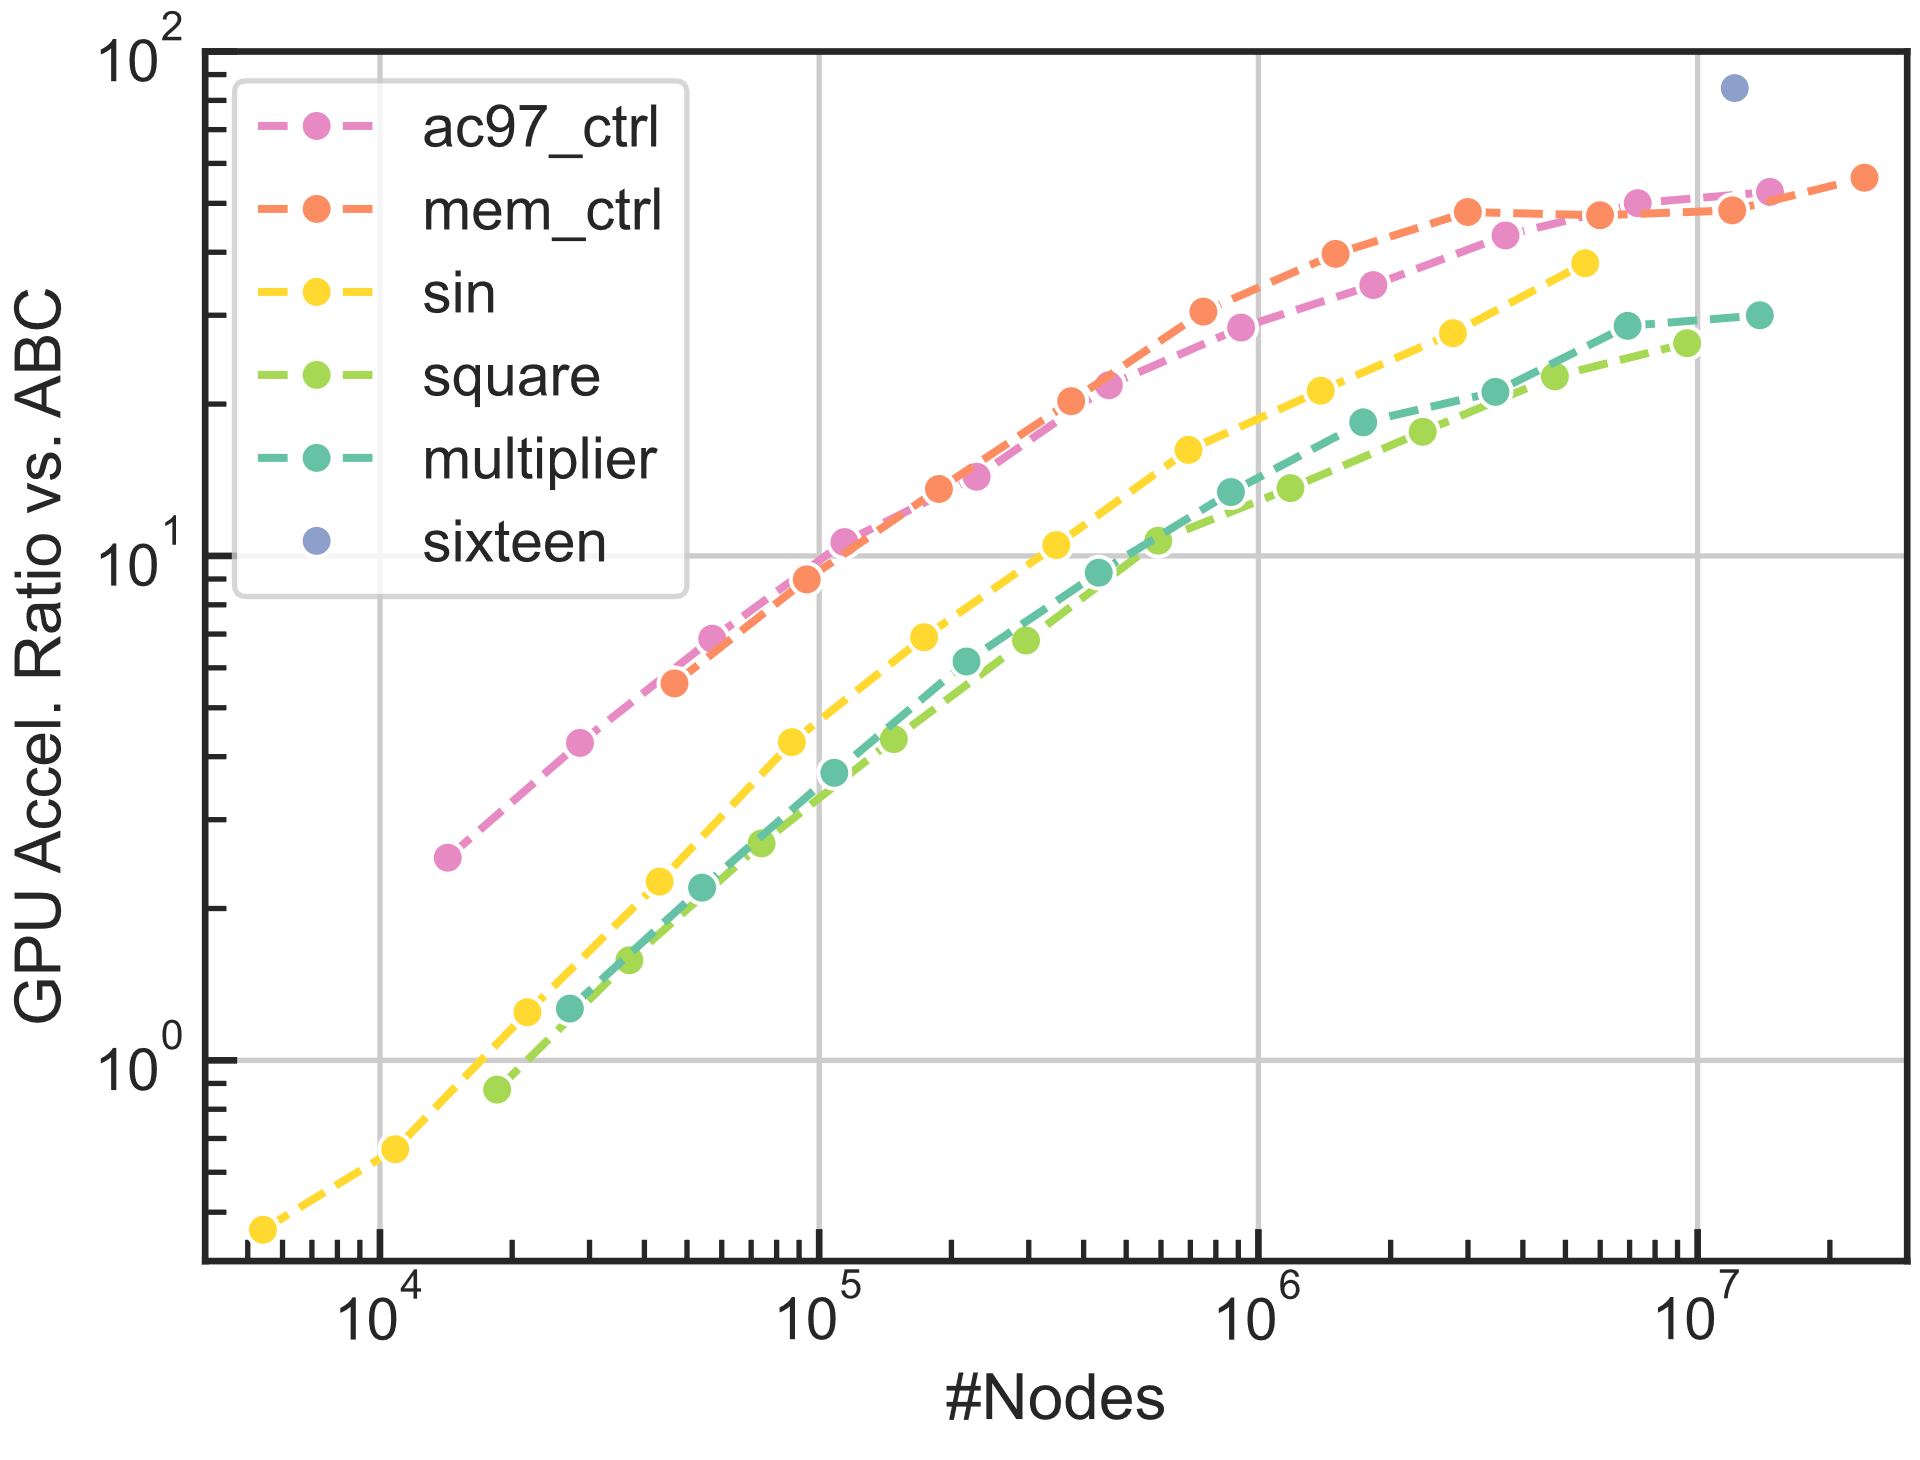 GPU Accel. Ratio vs. ABC
10^2
10^1
10^0
ac97_ctrl
mem_ctrl
sin
square
multiplier
sixteen
10^4 10^5 10^6 10^7
#Nodes